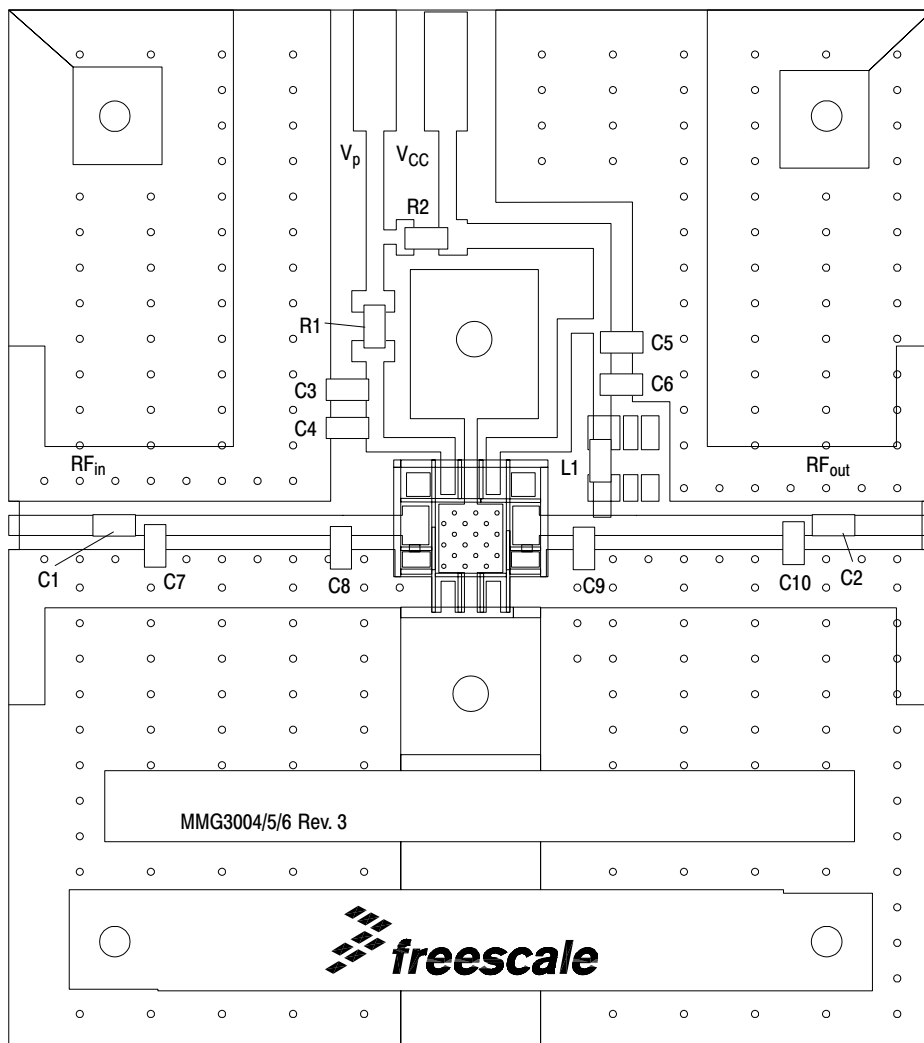 V_p
V_CC
R2
R1
C5
C3
C6
C4
RF_in
L1
RF_out
C1
C7
C8
C9
C10
C2
MMG3004/5/6 Rev. 3
freescale